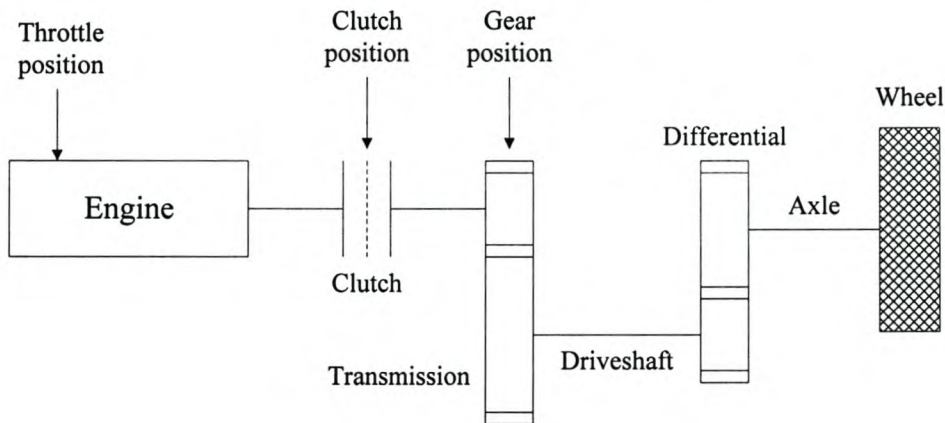 Throttle
position
Clutch
position
Gear
position
Wheel
Differential
Engine
Axle
Clutch
Driveshaft
Transmission